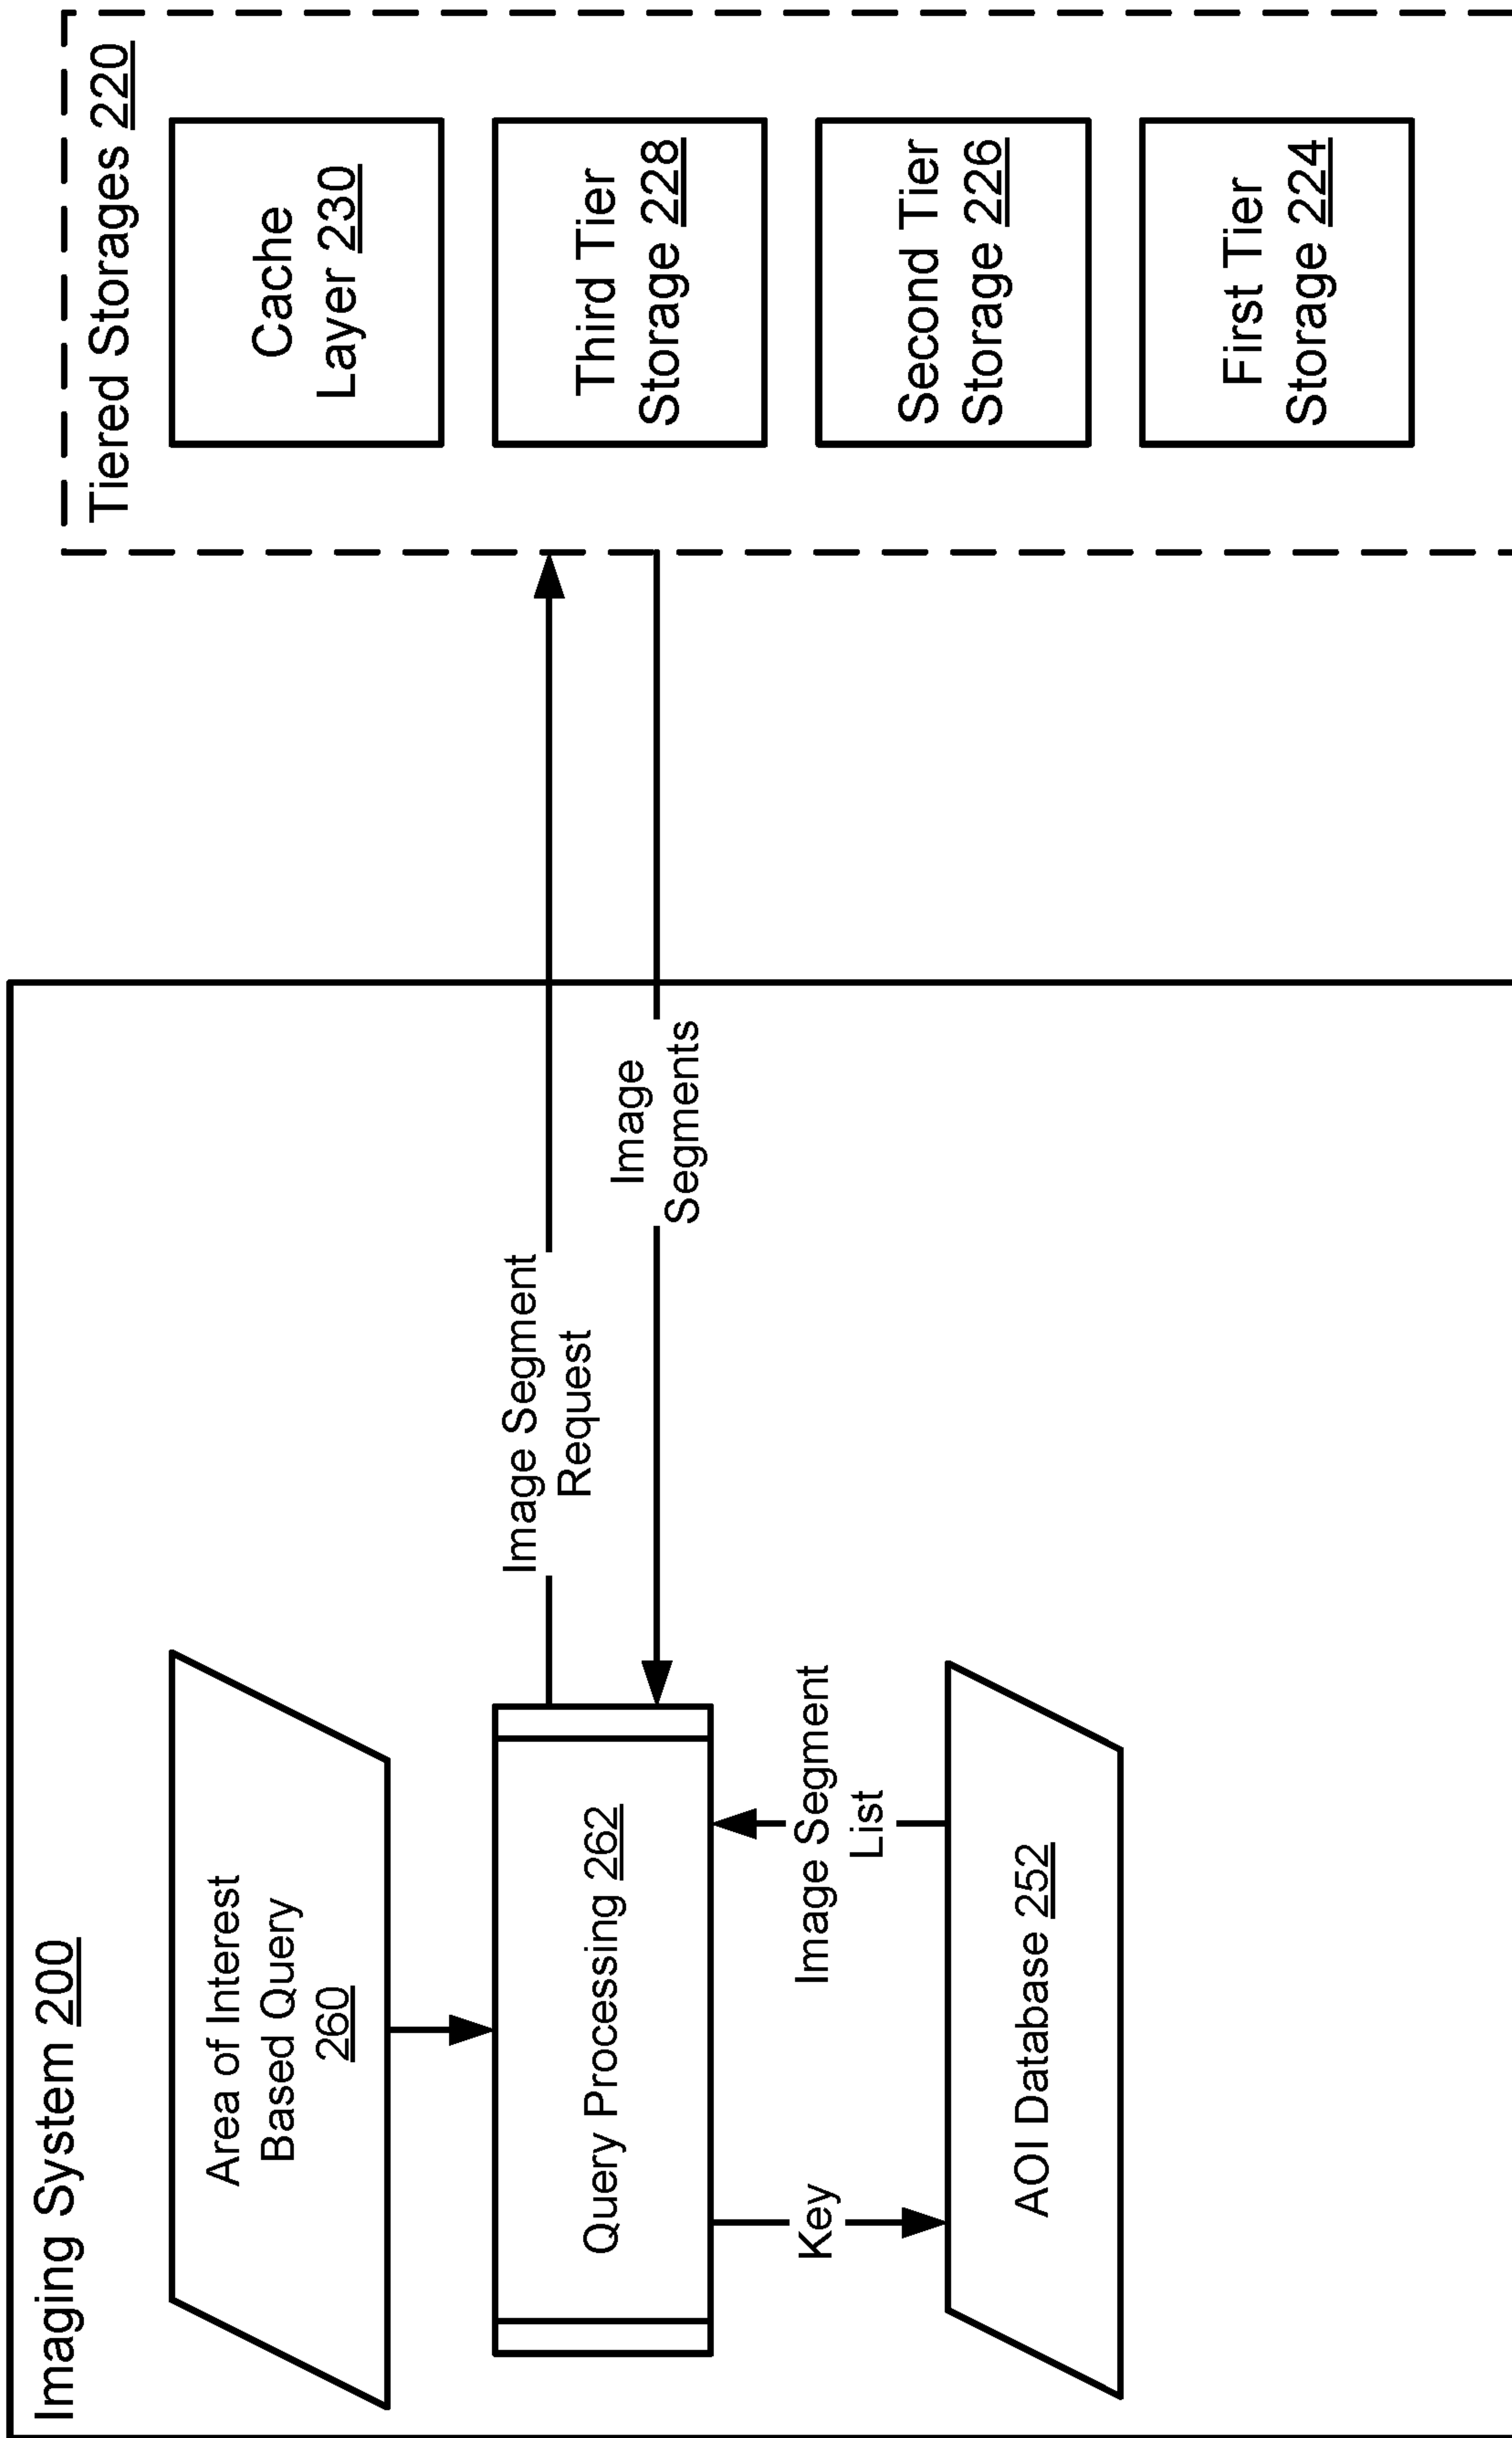 Imaging System 200
Area of Interest
Based Query
260
Query Processing 262
Key
Image Segment
List
AOI Database 252
Image Segment
Request
Image
Segments
Tiered Storages 220
Cache
Layer 230
Third Tier
Storage 228
Second Tier
Storage 226
First Tier
Storage 224